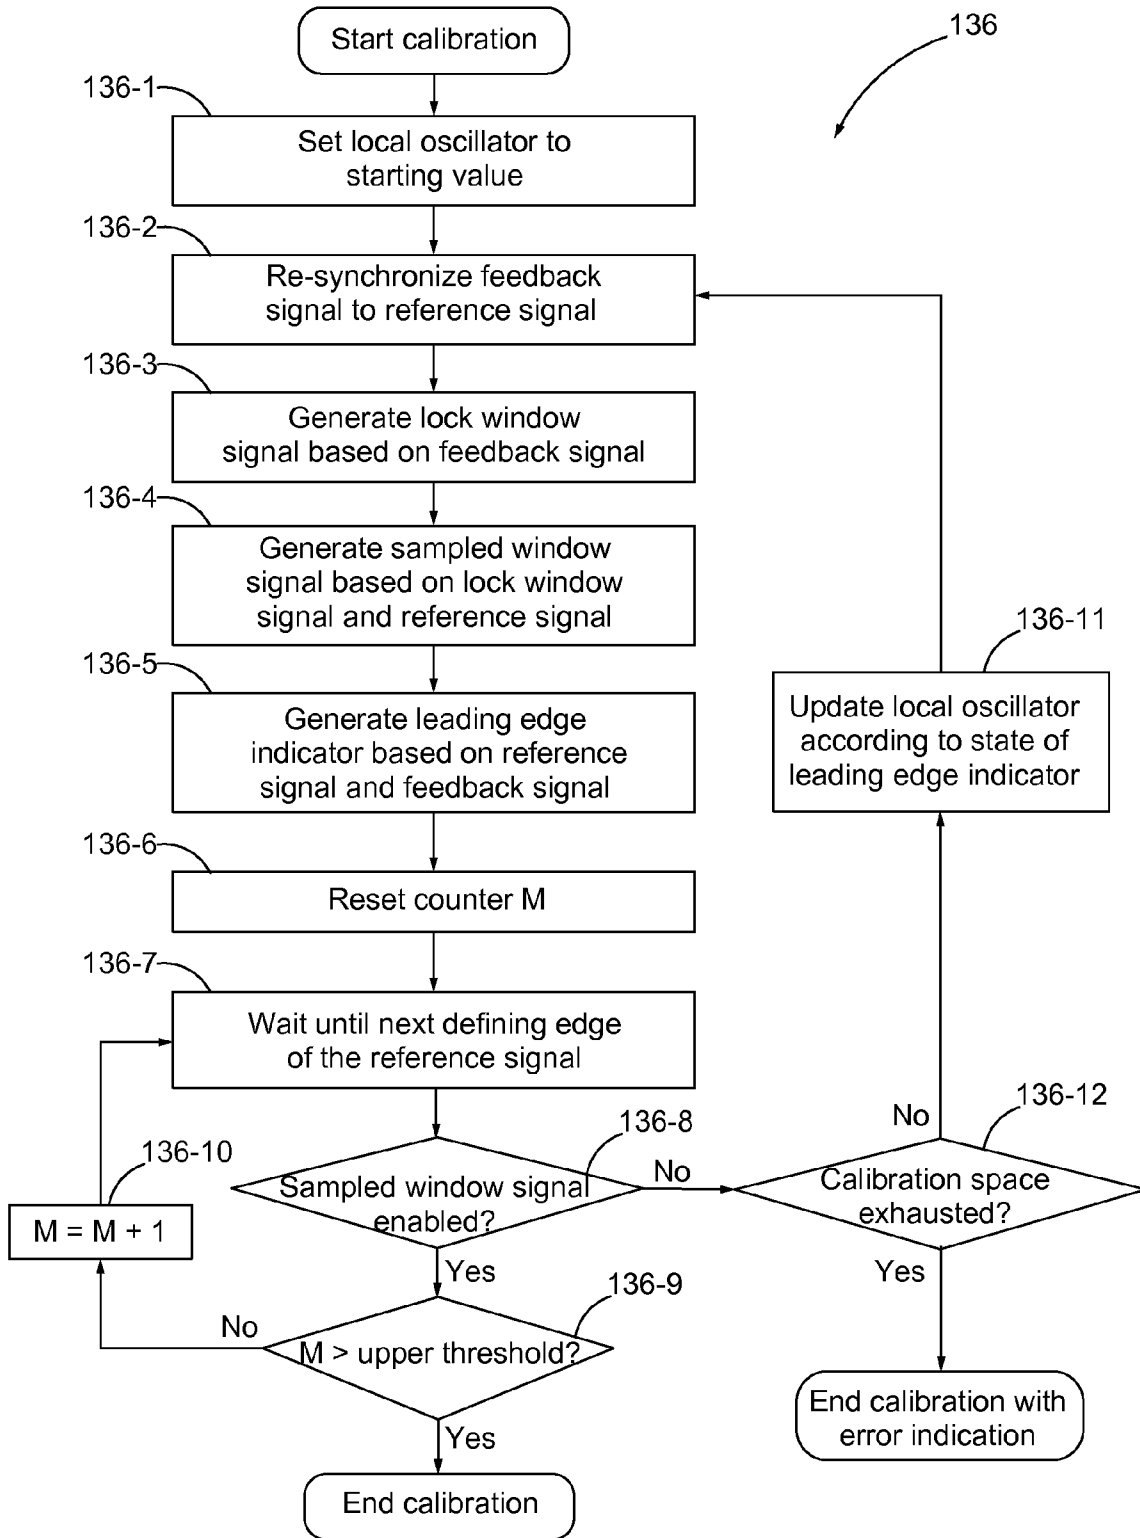 Start calibration
136
136-1
Set local oscillator to
starting value
136-2
Re-synchronize feedback
signal to reference signal
136-3
Generate lock window
signal based on feedback signal
136-4
Generate sampled window
signal based on lock window
signal and reference signal
136-5
Generate leading edge
indicator based on reference
signal and feedback signal
136-11
Update local oscillator
according to state of
leading edge indicator
136-6
Reset counter M
136-7
Wait until next defining edge
of the reference signal
136-8
Sampled window signal
enabled?
No
136-12
No
Calibration space
exhausted?
Yes
136-10
M = M + 1
Yes
136-9
No
M > upper threshold?
Yes
End calibration
End calibration with
error indication